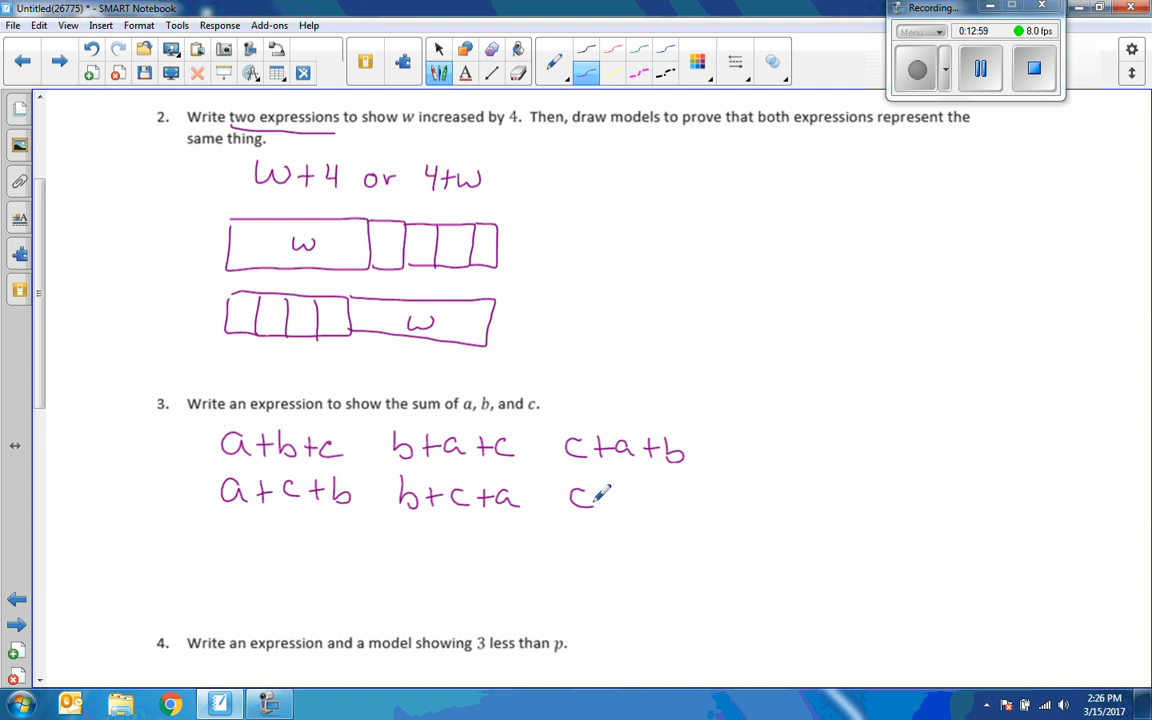 Untitled(26775) * - SMART Notebook
File Edit View Insert Format Tools Response Add-ons Help
Recording...
Menu 0:12:59 8.0 fps
2. Write two expressions to show w increased by 4. Then, draw models to prove that both expressions represent the
same thing.
w+4 or 4+w
w
w
3. Write an expression to show the sum of a, b, and c.
a+b+c b+a+c c+a+b
a+c+b b+c+a c
4. Write an expression and a model showing 3 less than p.
2:26 PM
3/15/2017